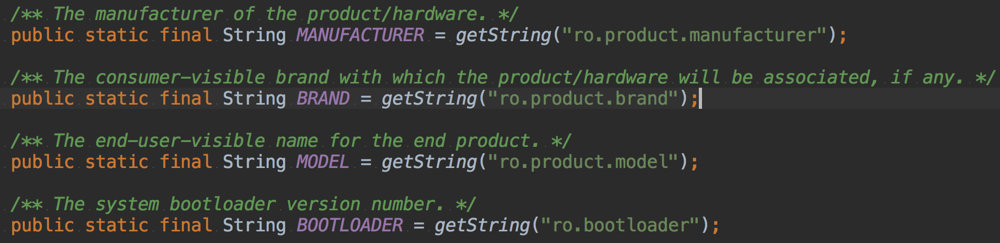 /** The manufacturer of the product/hardware. */
public static final String MANUFACTURER = getString("ro.product.manufacturer");
/** The consumer-visible brand with which the product/hardware will be associated, if any. */
public static final String BRAND = getString("ro.product.brand");
/** The end-user-visible name for the end product. */
public static final String MODEL = getString("ro.product.model");
/** The system bootloader version number. */
public static final String BOOTLOADER = getString("ro.bootloader");